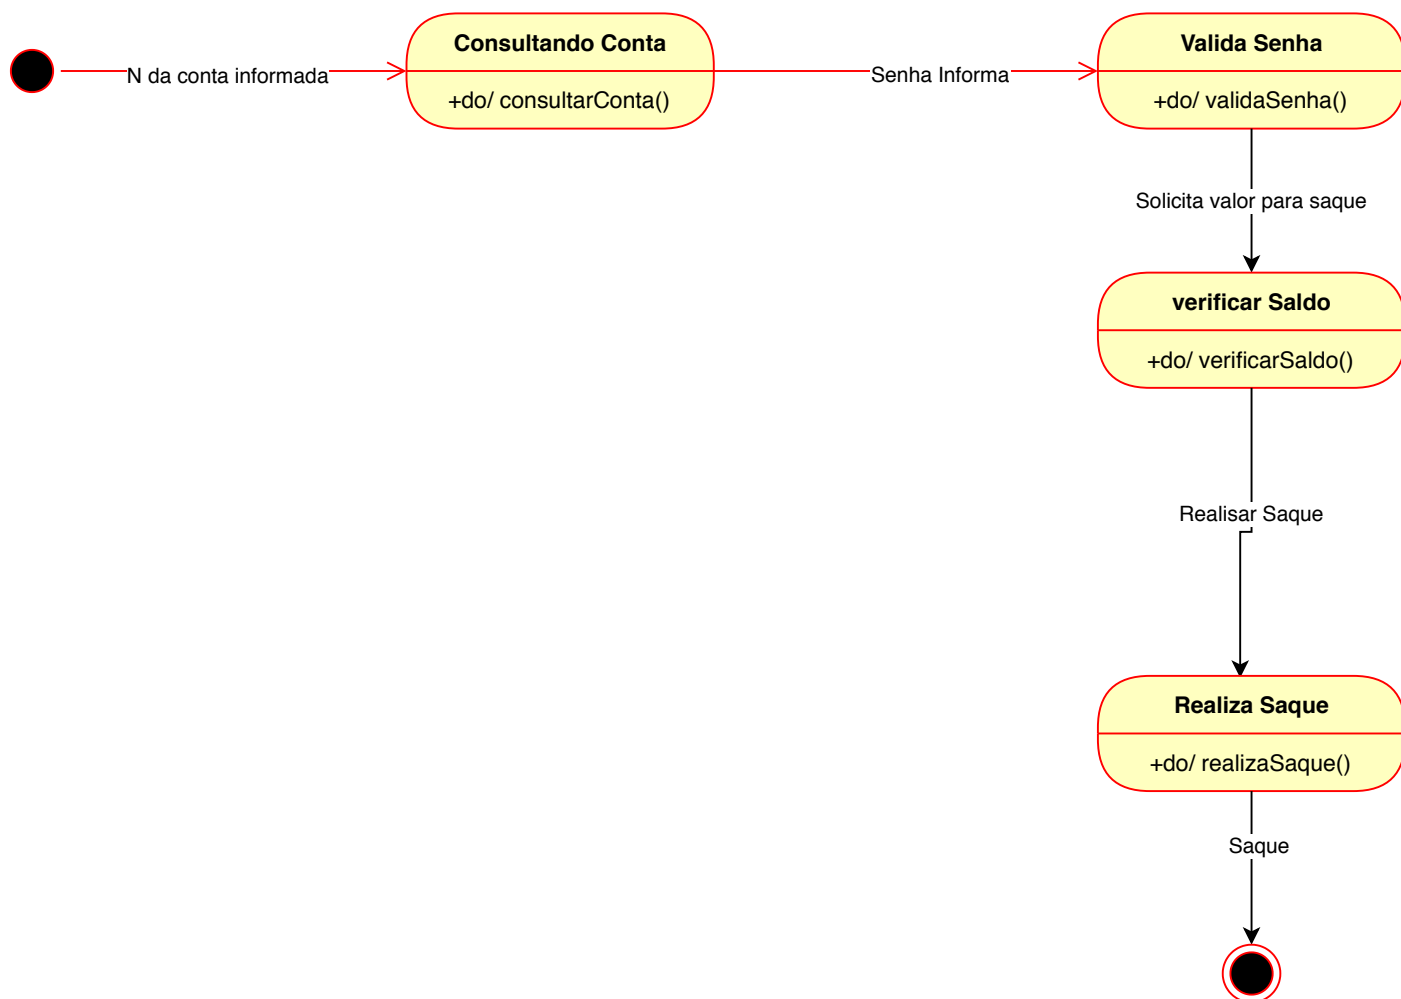 Consultando Conta
+do/ consultarConta()
Valida Senha
+do/ validaSenha()
N da conta informada
Senha Informa
Solicita valor para saque
verificar Saldo
+do/ verificarSaldo()
Realisar Saque
Realiza Saque
+do/ realizaSaque()
Saque